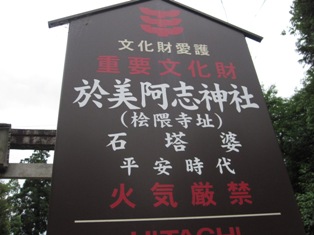 文化財愛護
重要文化財
於美阿志神社
(桧隈寺址)
石塔婆
平安時代
火気厳禁
HITACHI